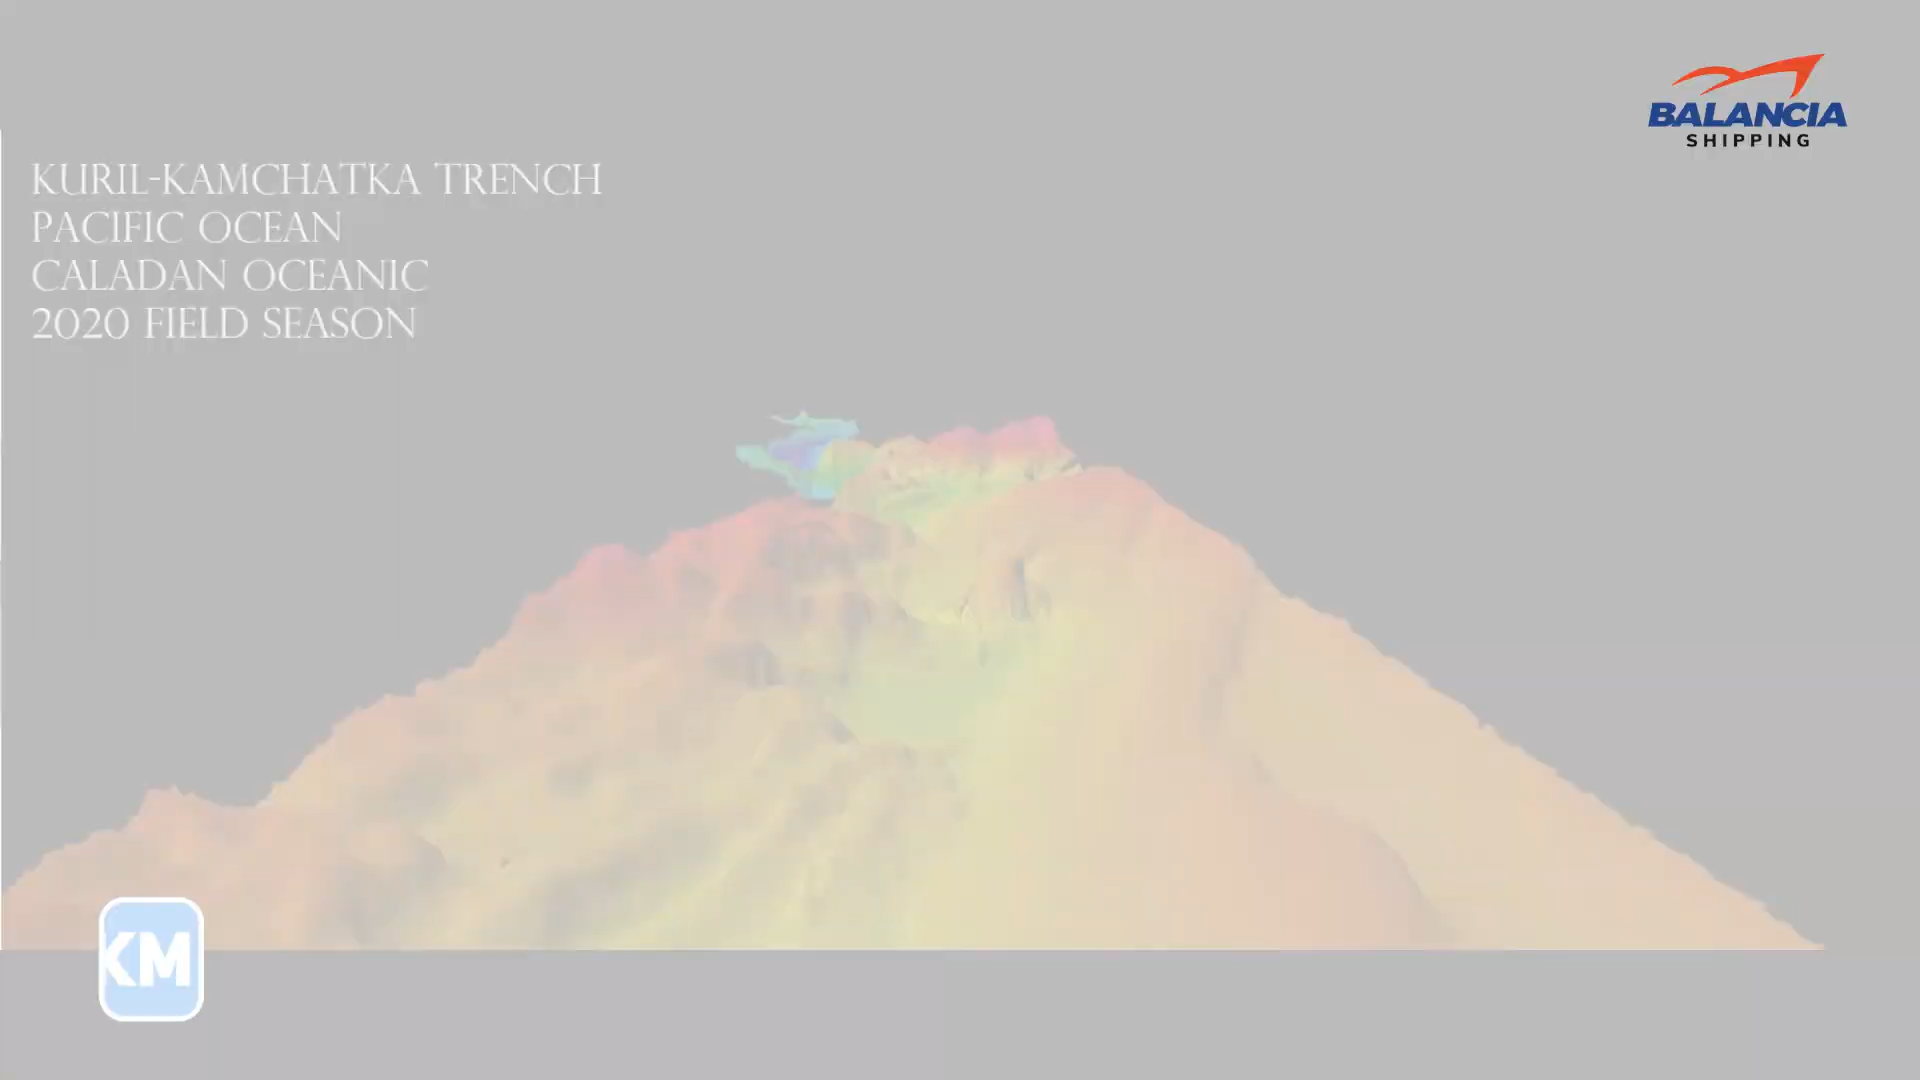 BALANCIA
SHIPPING
KURIL-KAMCHATKA TRENCH
PACIFIC OCEAN
CALADAN OCEANIC
2020 FIELD SEASON
KM